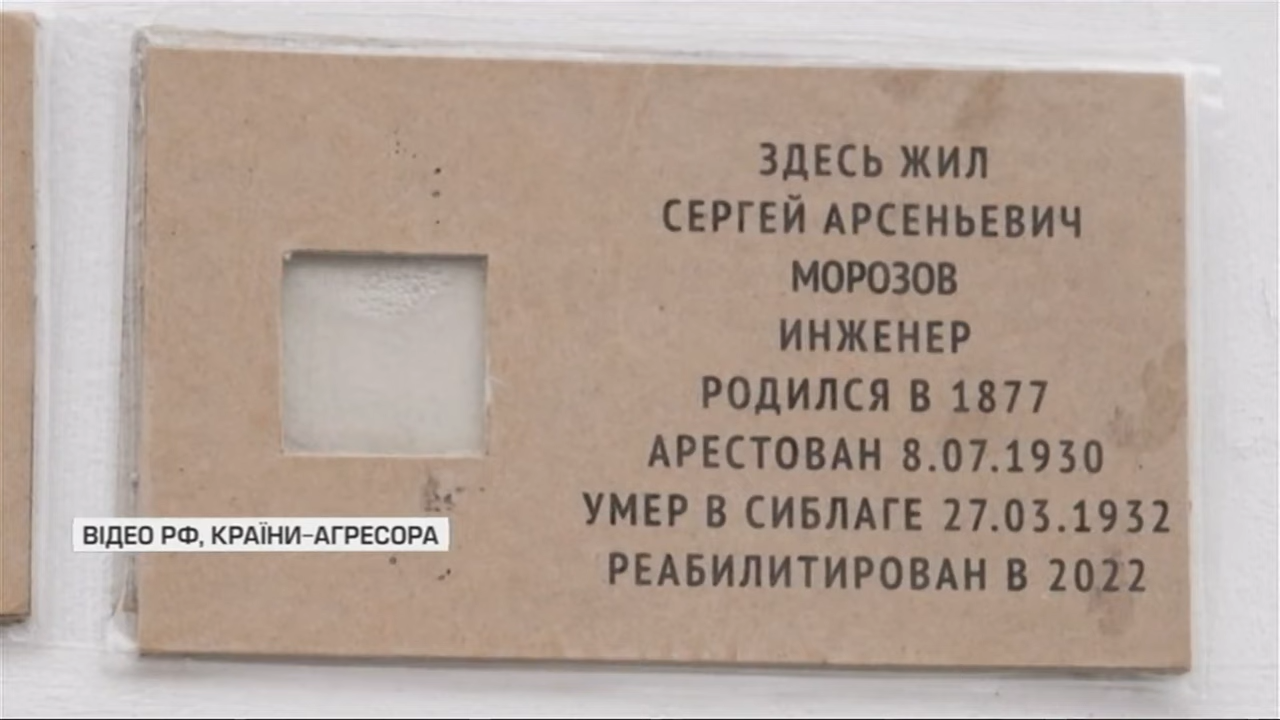 ЗДЕСЬ ЖИЛ
СЕРГЕЙ АРСЕНЬЕВИЧ
МОРОЗОВ
ИНЖЕНЕР
РОДИЛСЯ В 1877
АРЕСТОВАН 8.07.1930
УМЕР В СИБЛАГЕ 27.03.1932
РЕАБИЛИТИРОВАН В 2022
ВІДЕО РФ, КРАЇНИ-АГРЕСОРА